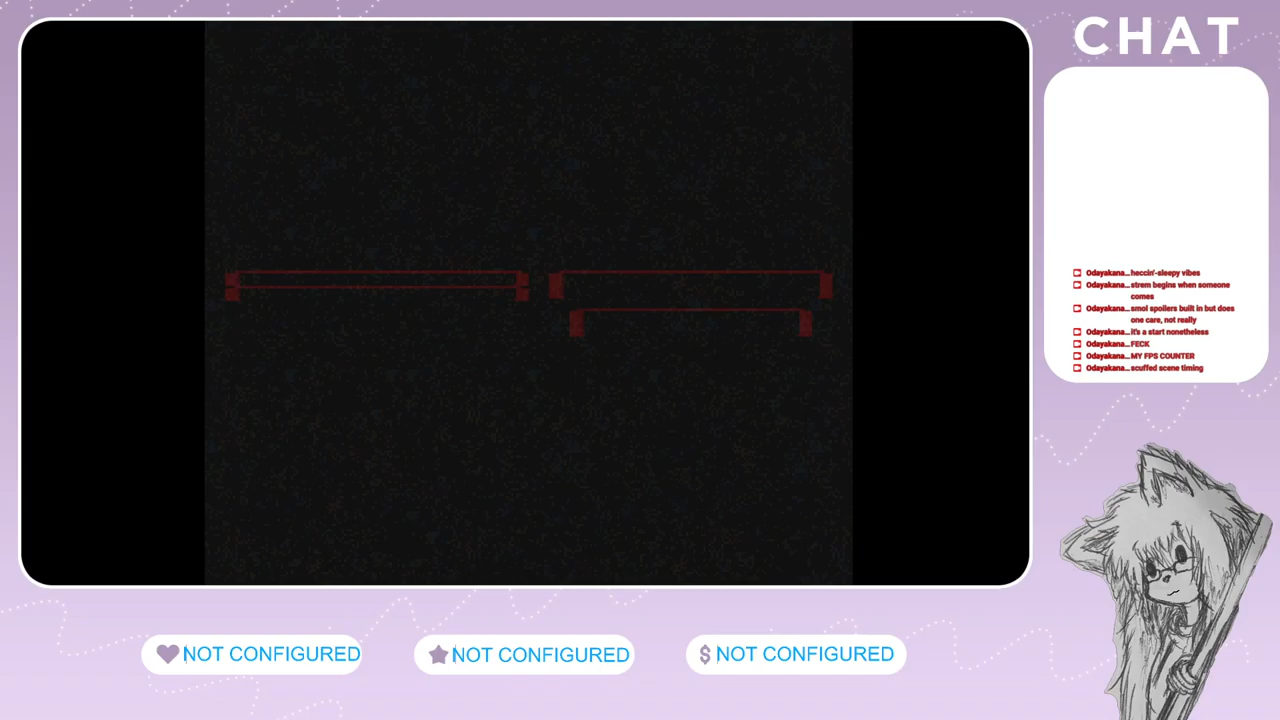 CHAT
Odayakana... heccin'-sleepy vibes
Odayakana... strem begins when someone
comes
Odayakana... smol spoilers built in but does
one care, not really
Odayakana... it's a start nonetheless
Odayakana... FECK
Odayakana... MY FPS COUNTER
Odayakana... scuffed scene timing
NOT CONFIGURED
NOT CONFIGURED
$ NOT CONFIGURED